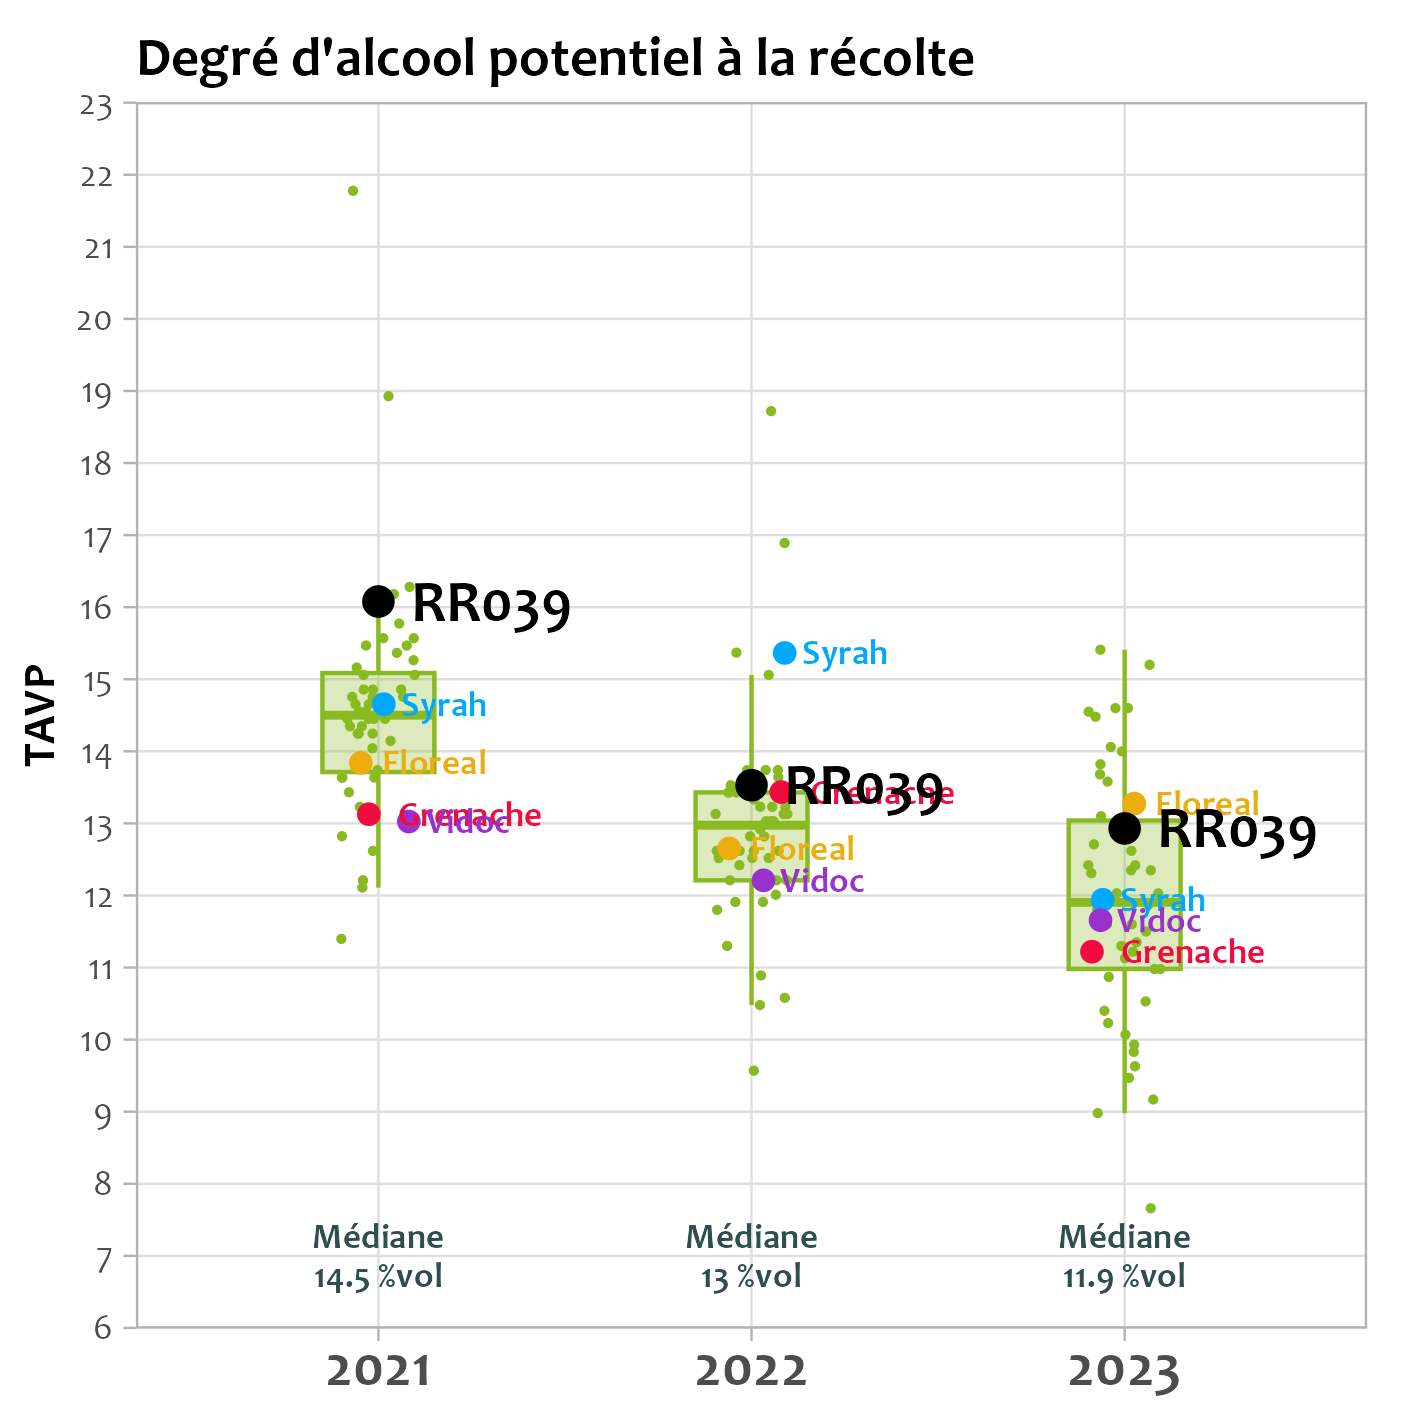 Degré d'alcool potentiel à la récolte
TAVP
23
22
21
20
19
18
17
16
15
14
13
12
11
10
9
8
7
6
RR039
Syrah
Floreal
Grenache
Vidoc
Syrah
RR039
Grenache
Floreal
Vidoc
Floreal
RR039
Syrah
Vidoc
Grenache
Médiane
14.5 %vol
Médiane
13 %vol
Médiane
11.9 %vol
2021
2022
2023